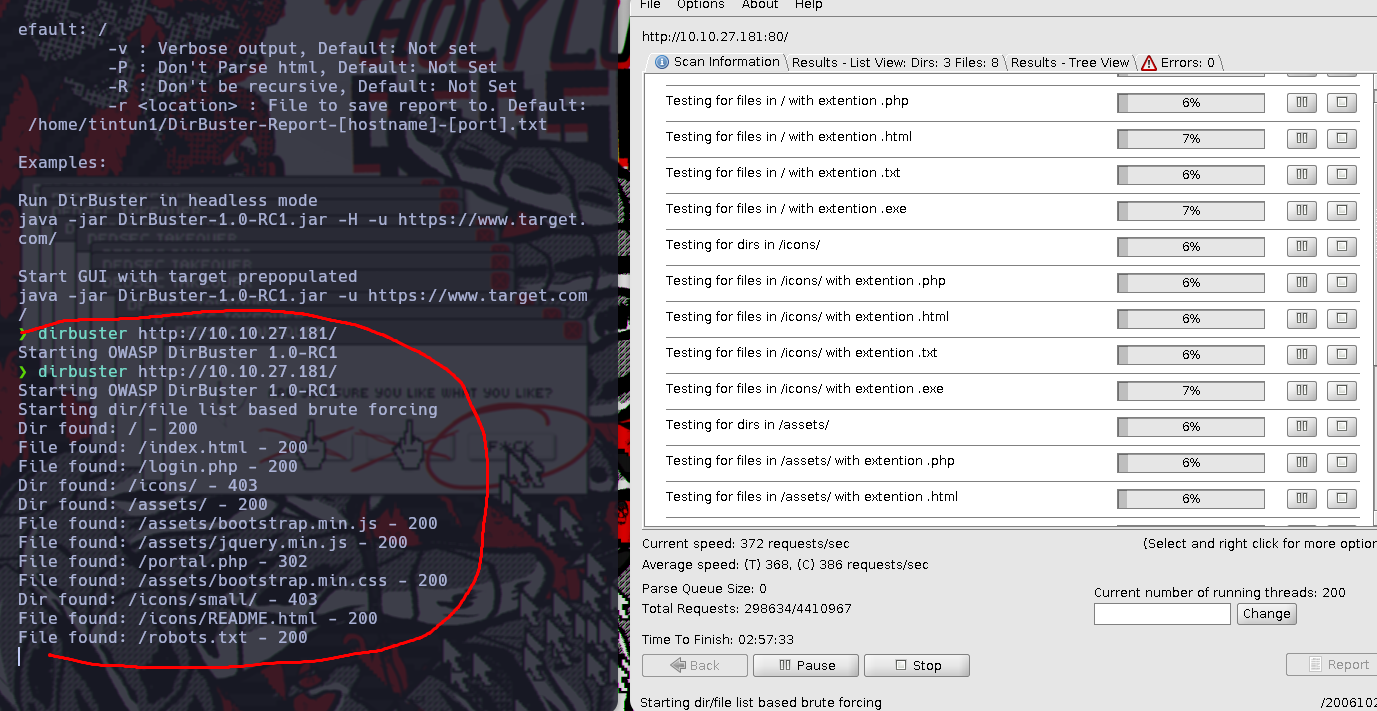 efault: /
-v : Verbose output, Default: Not set
-P : Don't Parse html, Default: Not Set
-R : Don't be recursive, Default: Not Set
-r <location> : File to save report to. Default:
/home/tintun1/DirBuster-Report-[hostname]-[port].txt
Examples:
Run DirBuster in headless mode
java -jar DirBuster-1.0-RC1.jar -H -u https://www.target.
com/
Start GUI with target prepopulated
java -jar DirBuster-1.0-RC1.jar -u https://www.target.com
/
❯ dirbuster http://10.10.27.181/
Starting OWASP DirBuster 1.0-RC1
❯ dirbuster http://10.10.27.181/
Starting OWASP DirBuster 1.0-RC1
Starting dir/file list based brute forcing
Dir found: / - 200
File found: /index.html - 200
File found: /login.php - 200
Dir found: /icons/ - 403
Dir found: /assets/ - 200
File found: /assets/bootstrap.min.js - 200
File found: /assets/jquery.min.js - 200
File found: /portal.php - 302
File found: /assets/bootstrap.min.css - 200
Dir found: /icons/small/ - 403
File found: /icons/README.html - 200
File found: /robots.txt - 200
File Options About Help
http://10.10.27.181:80/
Scan Information Results - List View: Dirs: 3 Files: 8 Results - Tree View Errors: 0
Testing for files in / with extention .php 6%
Testing for files in / with extention .html 7%
Testing for files in / with extention .txt 6%
Testing for files in / with extention .exe 7%
Testing for dirs in /icons/ 6%
Testing for files in /icons/ with extention .php 6%
Testing for files in /icons/ with extention .html 6%
Testing for files in /icons/ with extention .txt 6%
Testing for files in /icons/ with extention .exe 7%
Testing for dirs in /assets/ 6%
Testing for files in /assets/ with extention .php 6%
Testing for files in /assets/ with extention .html 6%
Current speed: 372 requests/sec (Select and right click for more option
Average speed: (T) 368, (C) 386 requests/sec
Parse Queue Size: 0
Total Requests: 298634/4410967
Current number of running threads: 200
Change
Time To Finish: 02:57:33
Back Pause Stop Report
Starting dir/file list based brute forcing /2006102